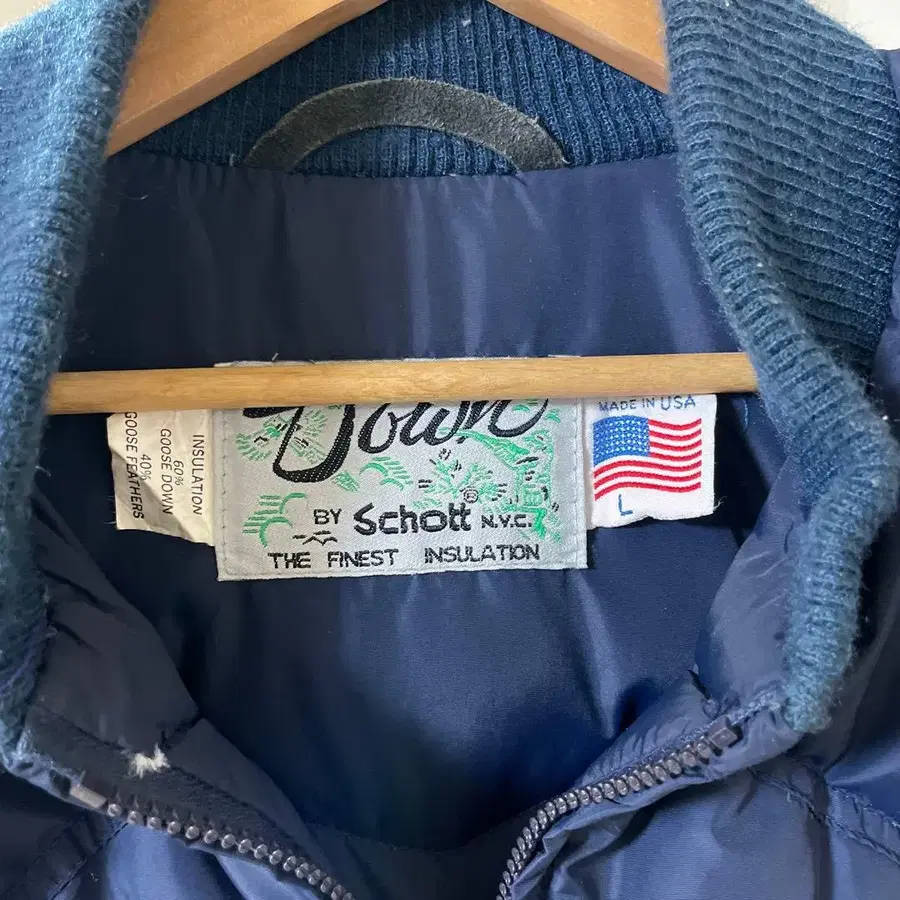 INSULATION
60%
GOOSE DOWN
40%
GOOSE FEATHERS
Down
BY Schott® N.Y.C.
THE FINEST INSULATION
MADE IN USA
L